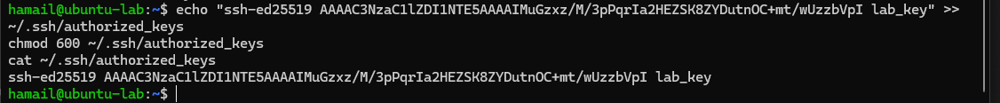 hamail@ubuntu-lab:~$ echo "ssh-ed25519 AAAAC3NzaC1lZDI1NTE5AAAAIMuGzxz/M/3pPqrIa2HEZSK8ZYDutnOC+mt/wUzzbVpI lab_key" >>
~/.ssh/authorized_keys
chmod 600 ~/.ssh/authorized_keys
cat ~/.ssh/authorized_keys
ssh-ed25519 AAAAC3NzaC1lZDI1NTE5AAAAIMuGzxz/M/3pPqrIa2HEZSK8ZYDutnOC+mt/wUzzbVpI lab_key
hamail@ubuntu-lab:~$